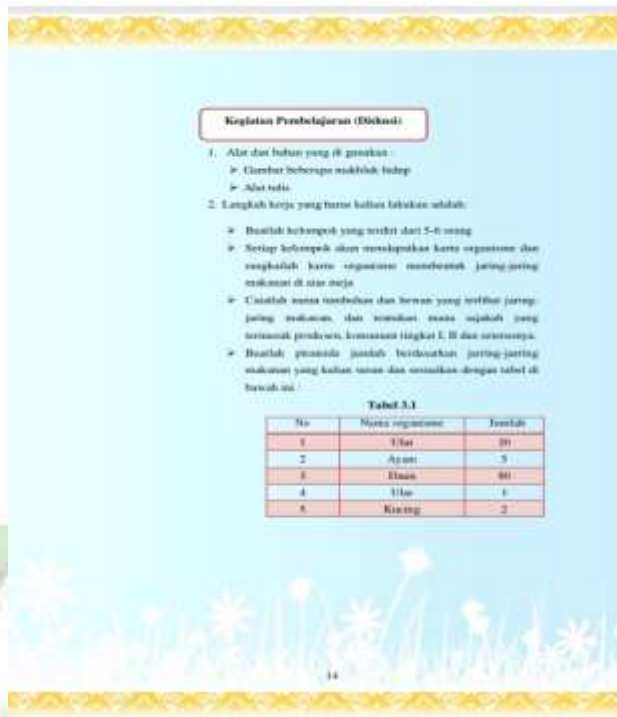 Kegiatan Pembelajaran (Diskusi)
1. Alat dan bahan yang di gunakan :
➢ Gambar beberapa makhluk hidup
➢ Alat tulis
2. Langkah kerja yang harus kalian lakukan adalah:
➢ Buatlah kelompok yang terdiri dari 5-6 orang
➢ Setiap kelompok akan mendapatkan kartu organisme dan
rangkailah kartu organisme membentuk jaring-jaring
makanan di atas meja
➢ Catatlah nama tumbuhan dan hewan yang terlibat jaring-
jaring makanan, dan tentukan mana sajakah yang
termasuk produsen, konsumen tingkat I, II dan seterusnya.
➢ Buatlah piramida jumlah berdasarkan jaring-jaring
makanan yang kalian susun dan sesuaikan dengan tabel di
bawah ini :
Tabel 3.1
No Nama organisme Jumlah
1 Ulat
2 Ayam 5
3 Daun
4 Ular 1
5 Kucing 2
14